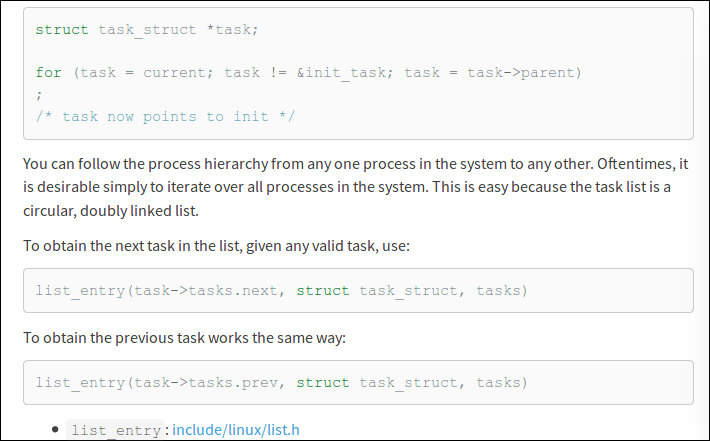 struct task_struct *task;
for (task = current; task != &init_task; task = task->parent)
;
/* task now points to init */
You can follow the process hierarchy from any one process in the system to any other. Oftentimes, it
is desirable simply to iterate over all processes in the system. This is easy because the task list is a
circular, doubly linked list.
To obtain the next task in the list, given any valid task, use:
list_entry(task->tasks.next, struct task_struct, tasks)
To obtain the previous task works the same way:
list_entry(task->tasks.prev, struct task_struct, tasks)
• list_entry : include/linux/list.h